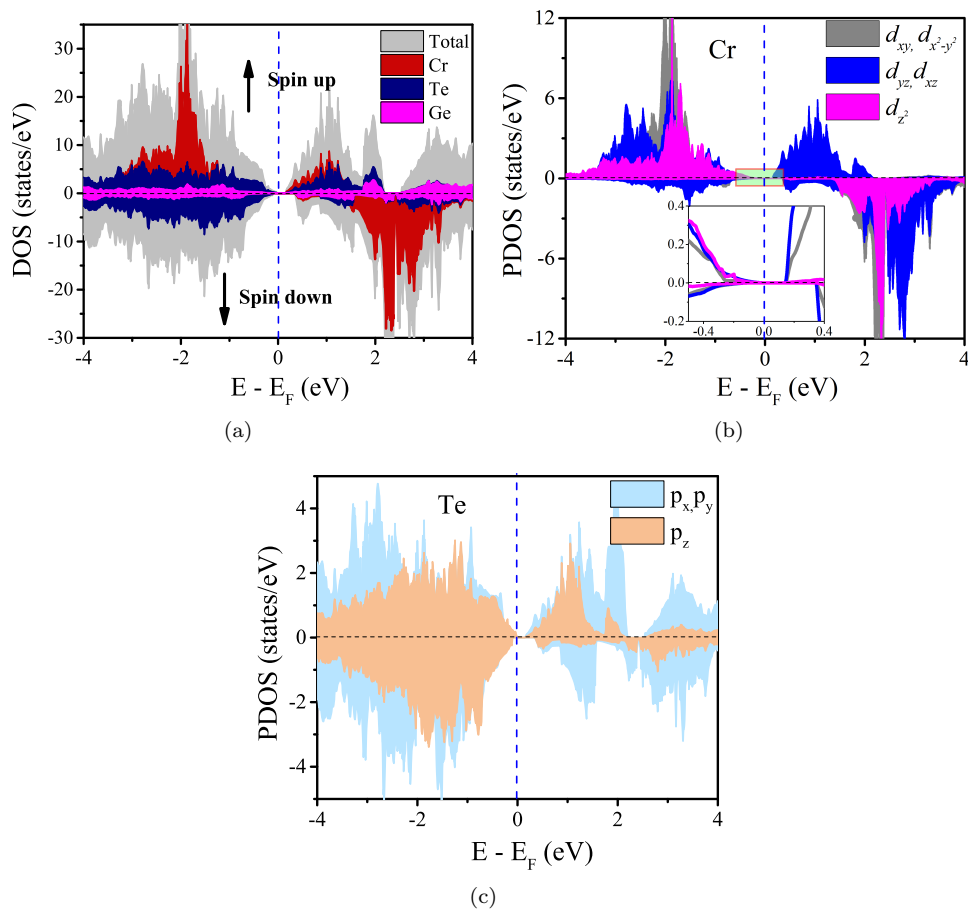 DOS (states/eV)
30
20
10
0
-10
-20
-30
-4
-2
0
2
4
E - E_F (eV)
Total
Cr
Te
Ge
Spin up
Spin down
(a)
PDOS (states/eV)
12
6
0
-6
-12
-4
-2
0
2
4
E - E_F (eV)
Cr
d_xy, d_x²-y²
d_yz, d_xz
d_z²
0.4
0.2
0.0
-0.2
-0.4
0.0
0.4
(b)
PDOS (states/eV)
4
2
0
-2
-4
-4
-2
0
2
4
E - E_F (eV)
Te
p_x,p_y
p_z
(c)